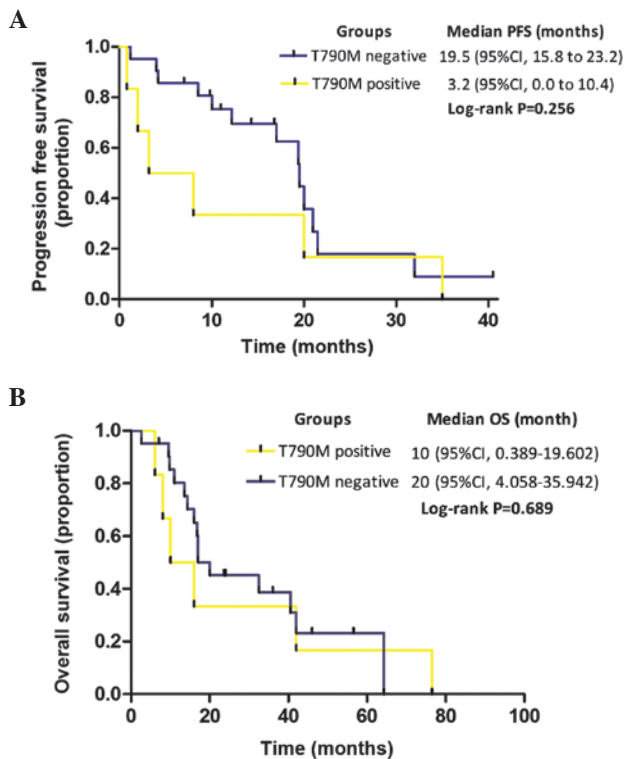 A
Groups Median PFS (months)
T790M negative 19.5 (95%CI, 15.8 to 23.2)
T790M positive 3.2 (95%CI, 0.0 to 10.4)
Log-rank P=0.256
Progression free survival
(proportion)
1.0
0.8
0.6
0.4
0.2
0.0
0 10 20 30 40
Time (months)
B
Groups Median OS (month)
T790M positive 10 (95%CI, 0.389-19.602)
T790M negative 20 (95%CI, 4.058-35.942)
Log-rank P=0.689
Overall survival (proportion)
1.0
0.8
0.6
0.4
0.2
0.0
0 20 40 60 80 100
Time (months)